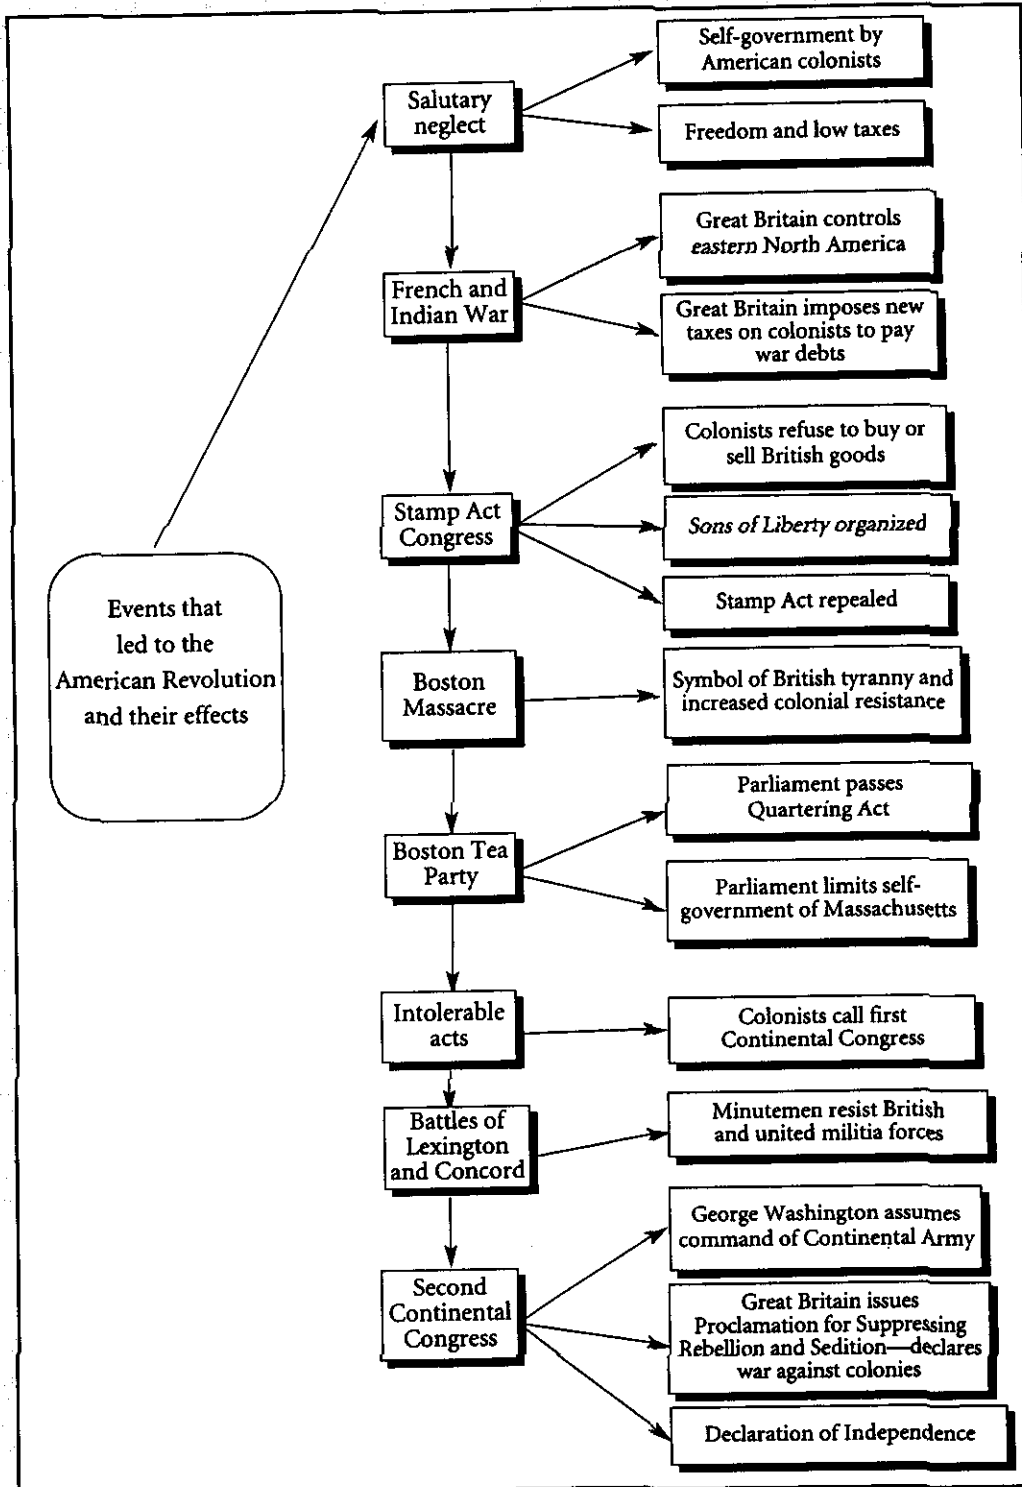 Events that
led to the
American Revolution
and their effects
Salutary
neglect
Self-government by
American colonists
Freedom and low taxes
French and
Indian War
Great Britain controls
eastern North America
Great Britain imposes new
taxes on colonists to pay
war debts
Stamp Act
Congress
Colonists refuse to buy or
sell British goods
Sons of Liberty organized
Stamp Act repealed
Boston
Massacre
Symbol of British tyranny and
increased colonial resistance
Boston Tea
Party
Parliament passes
Quartering Act
Parliament limits self-
government of Massachusetts
Intolerable
acts
Colonists call first
Continental Congress
Battles of
Lexington
and Concord
Minutemen resist British
and united militia forces
Second
Continental
Congress
George Washington assumes
command of Continental Army
Great Britain issues
Proclamation for Suppressing
Rebellion and Sedition—declares
war against colonies
Declaration of Independence